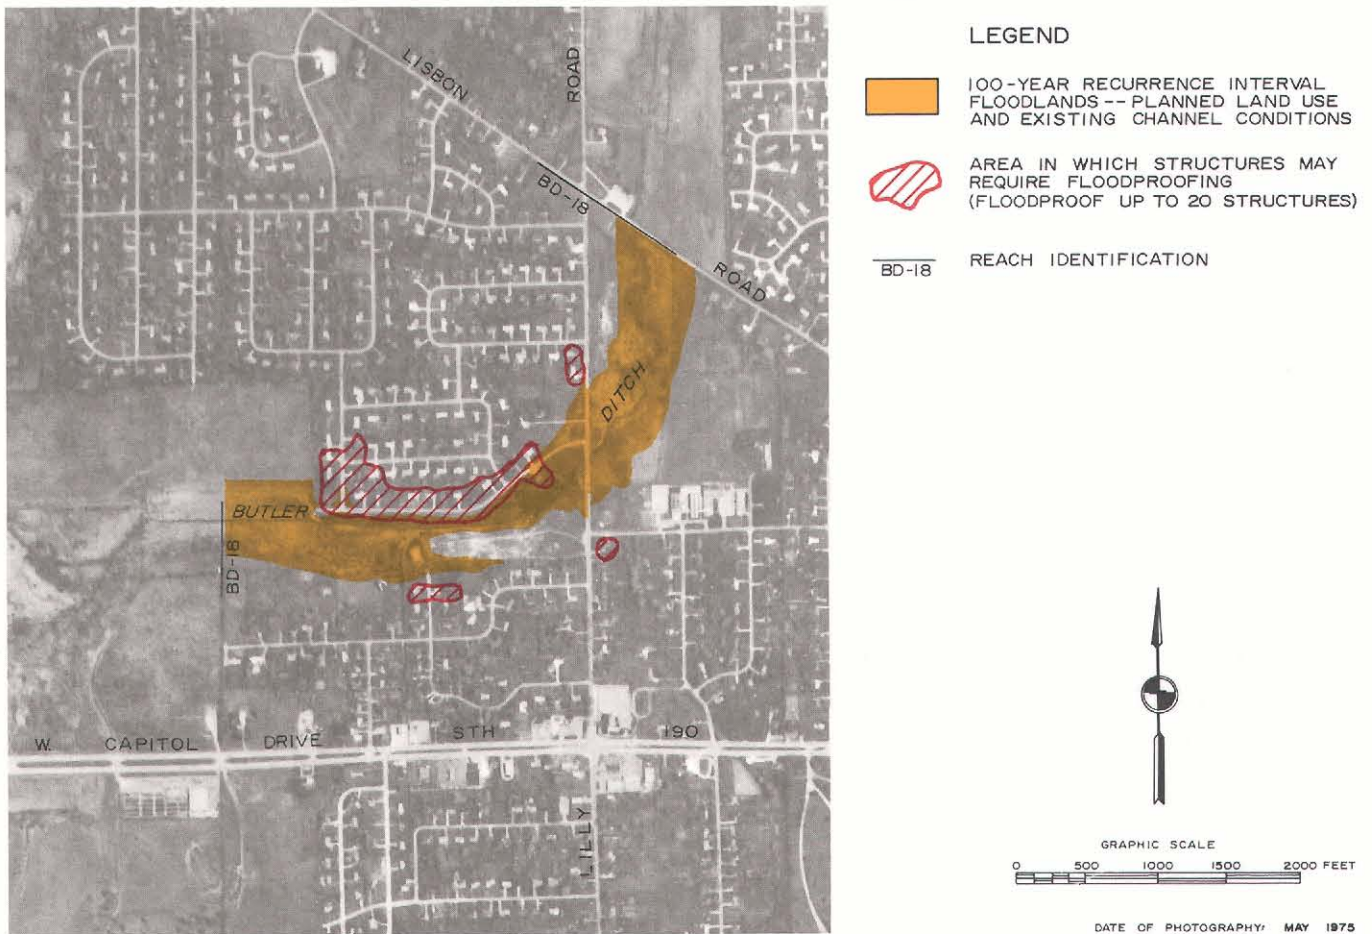 LISBON
ROAD
BD-18
ROAD
DITCH
BUTLER
BD-18
W. CAPITOL DRIVE STH 190
LILLY
LEGEND
100-YEAR RECURRENCE INTERVAL
FLOODLANDS -- PLANNED LAND USE
AND EXISTING CHANNEL CONDITIONS
AREA IN WHICH STRUCTURES MAY
REQUIRE FLOODPROOFING
(FLOODPROOF UP TO 20 STRUCTURES)
BD-18
REACH IDENTIFICATION
GRAPHIC SCALE
0 500 1000 1500 2000 FEET
DATE OF PHOTOGRAPHY: MAY 1975